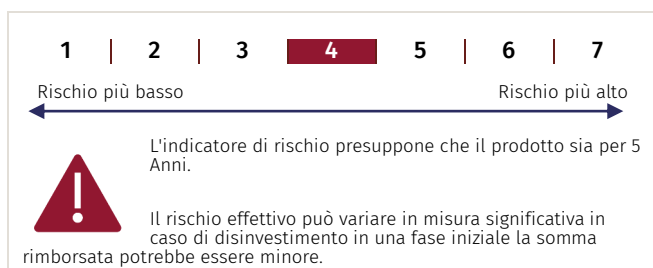 1 | 2 | 3 | 4 | 5 | 6 | 7
Rischio più basso Rischio più alto
L'indicatore di rischio presuppone che il prodotto sia per 5
Anni.
!
Il rischio effettivo può variare in misura significativa in
caso di disinvestimento in una fase iniziale la somma
rimborsata potrebbe essere minore.